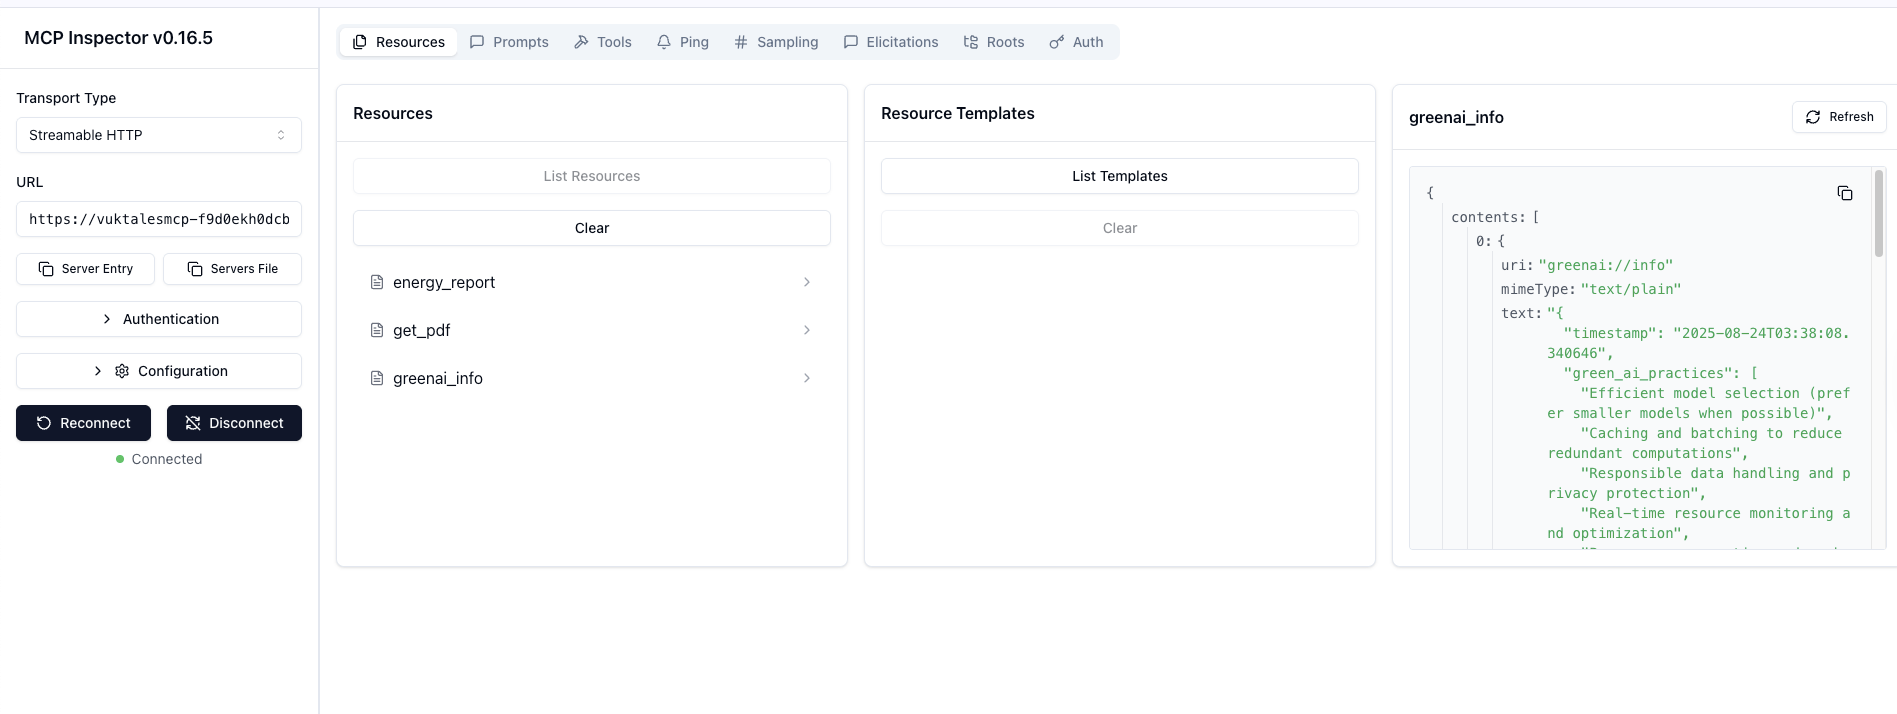 MCP Inspector v0.16.5
Transport Type
Streamable HTTP
URL
https://vuktalesmcp-f9d0ekh0dcb
Server Entry
Servers File
Authentication
Configuration
Reconnect
Disconnect
Connected
Resources
Prompts
Tools
Ping
Sampling
Elicitations
Roots
Auth
Resources
List Resources
Clear
energy_report
get_pdf
greenai_info
Resource Templates
List Templates
Clear
greenai_info
Refresh
{
contents: [
0: {
uri: "greenai://info"
mimeType: "text/plain"
text: "{
"timestamp": "2025-08-24T03:38:08.
340646",
"green_ai_practices": [
"Efficient model selection (pref
er smaller models when possible)",
"Caching and batching to reduce
redundant computations",
"Responsible data handling and p
rivacy protection",
"Real-time resource monitoring a
nd optimization",